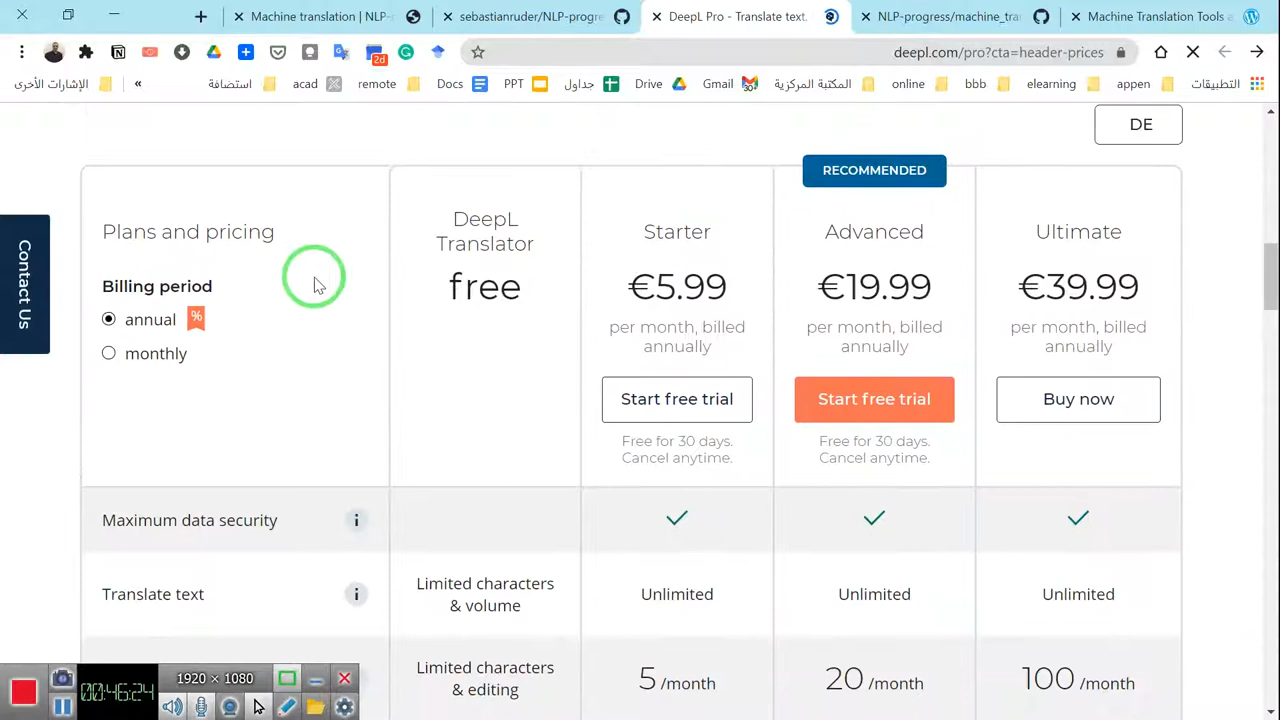 Machine translation | NLP-p
sebastianruder/NLP-progre
DeepL Pro - Translate text.
NLP-progress/machine_tra
Machine Translation Tools a
deepl.com/pro?cta=header-prices
2d
الإشارات الأخرى
«
استضافة
acad
remote
Docs
PPT
جداول
Drive
Gmail
المكتبة المركزية
online
bbb
elearning
appen
التطبيقات
DE
RECOMMENDED
Contact Us
Plans and pricing
Billing period
annual
%
monthly
DeepL
Translator
free
Starter
€5.99
per month, billed
annually
Start free trial
Free for 30 days.
Cancel anytime.
Advanced
€19.99
per month, billed
annually
Start free trial
Free for 30 days.
Cancel anytime.
Ultimate
€39.99
per month, billed
annually
Buy now
Maximum data security
i
Translate text
i
Limited characters
& volume
Unlimited
Unlimited
Unlimited
Limited characters
& editing
5 /month
20 /month
100 /month
00:46:24
1920 × 1080